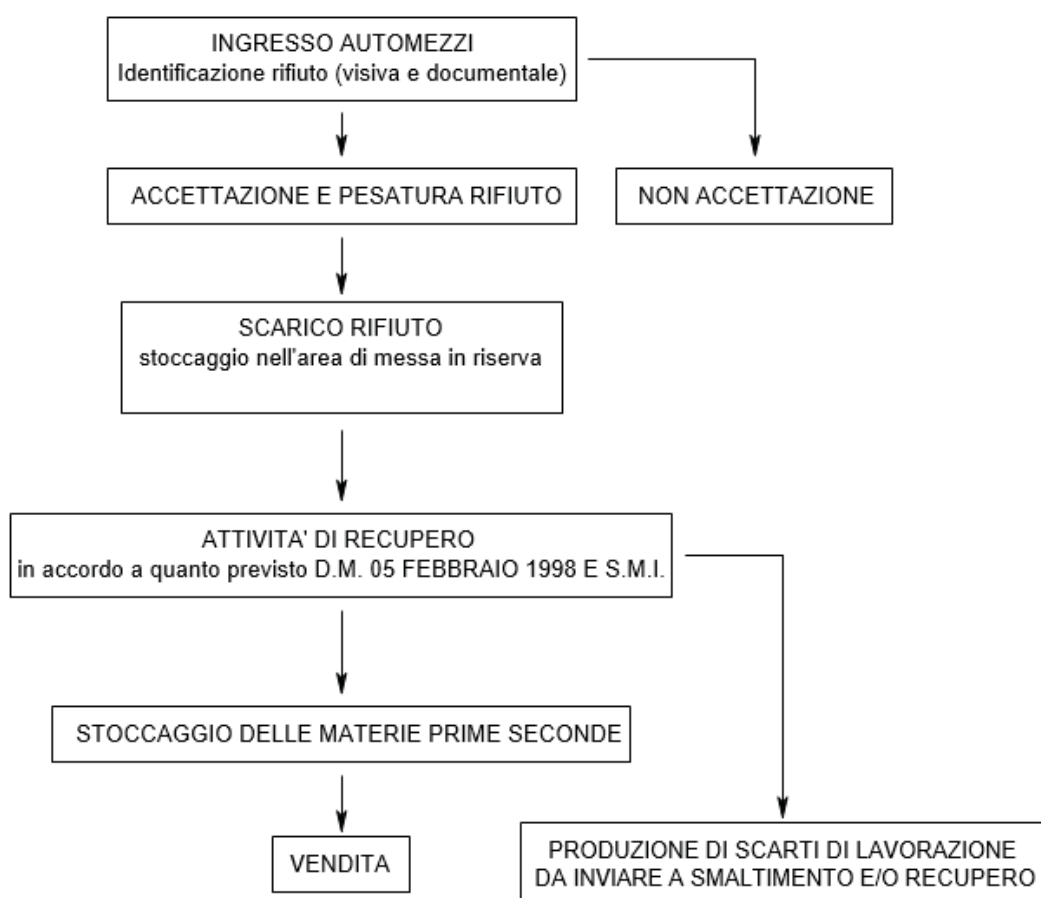 INGRESSO AUTOMEZZI
Identificazione rifiuto (visiva e documentale)
ACCETTAZIONE E PESATURA RIFIUTO
NON ACCETTAZIONE
SCARICO RIFIUTO
stoccaggio nell'area di messa in riserva
ATTIVITA' DI RECUPERO
in accordo a quanto previsto D.M. 05 FEBBRAIO 1998 E S.M.I.
STOCCAGGIO DELLE MATERIE PRIME SECONDE
VENDITA
PRODUZIONE DI SCARTI DI LAVORAZIONE
DA INVIARE A SMALTIMENTO E/O RECUPERO